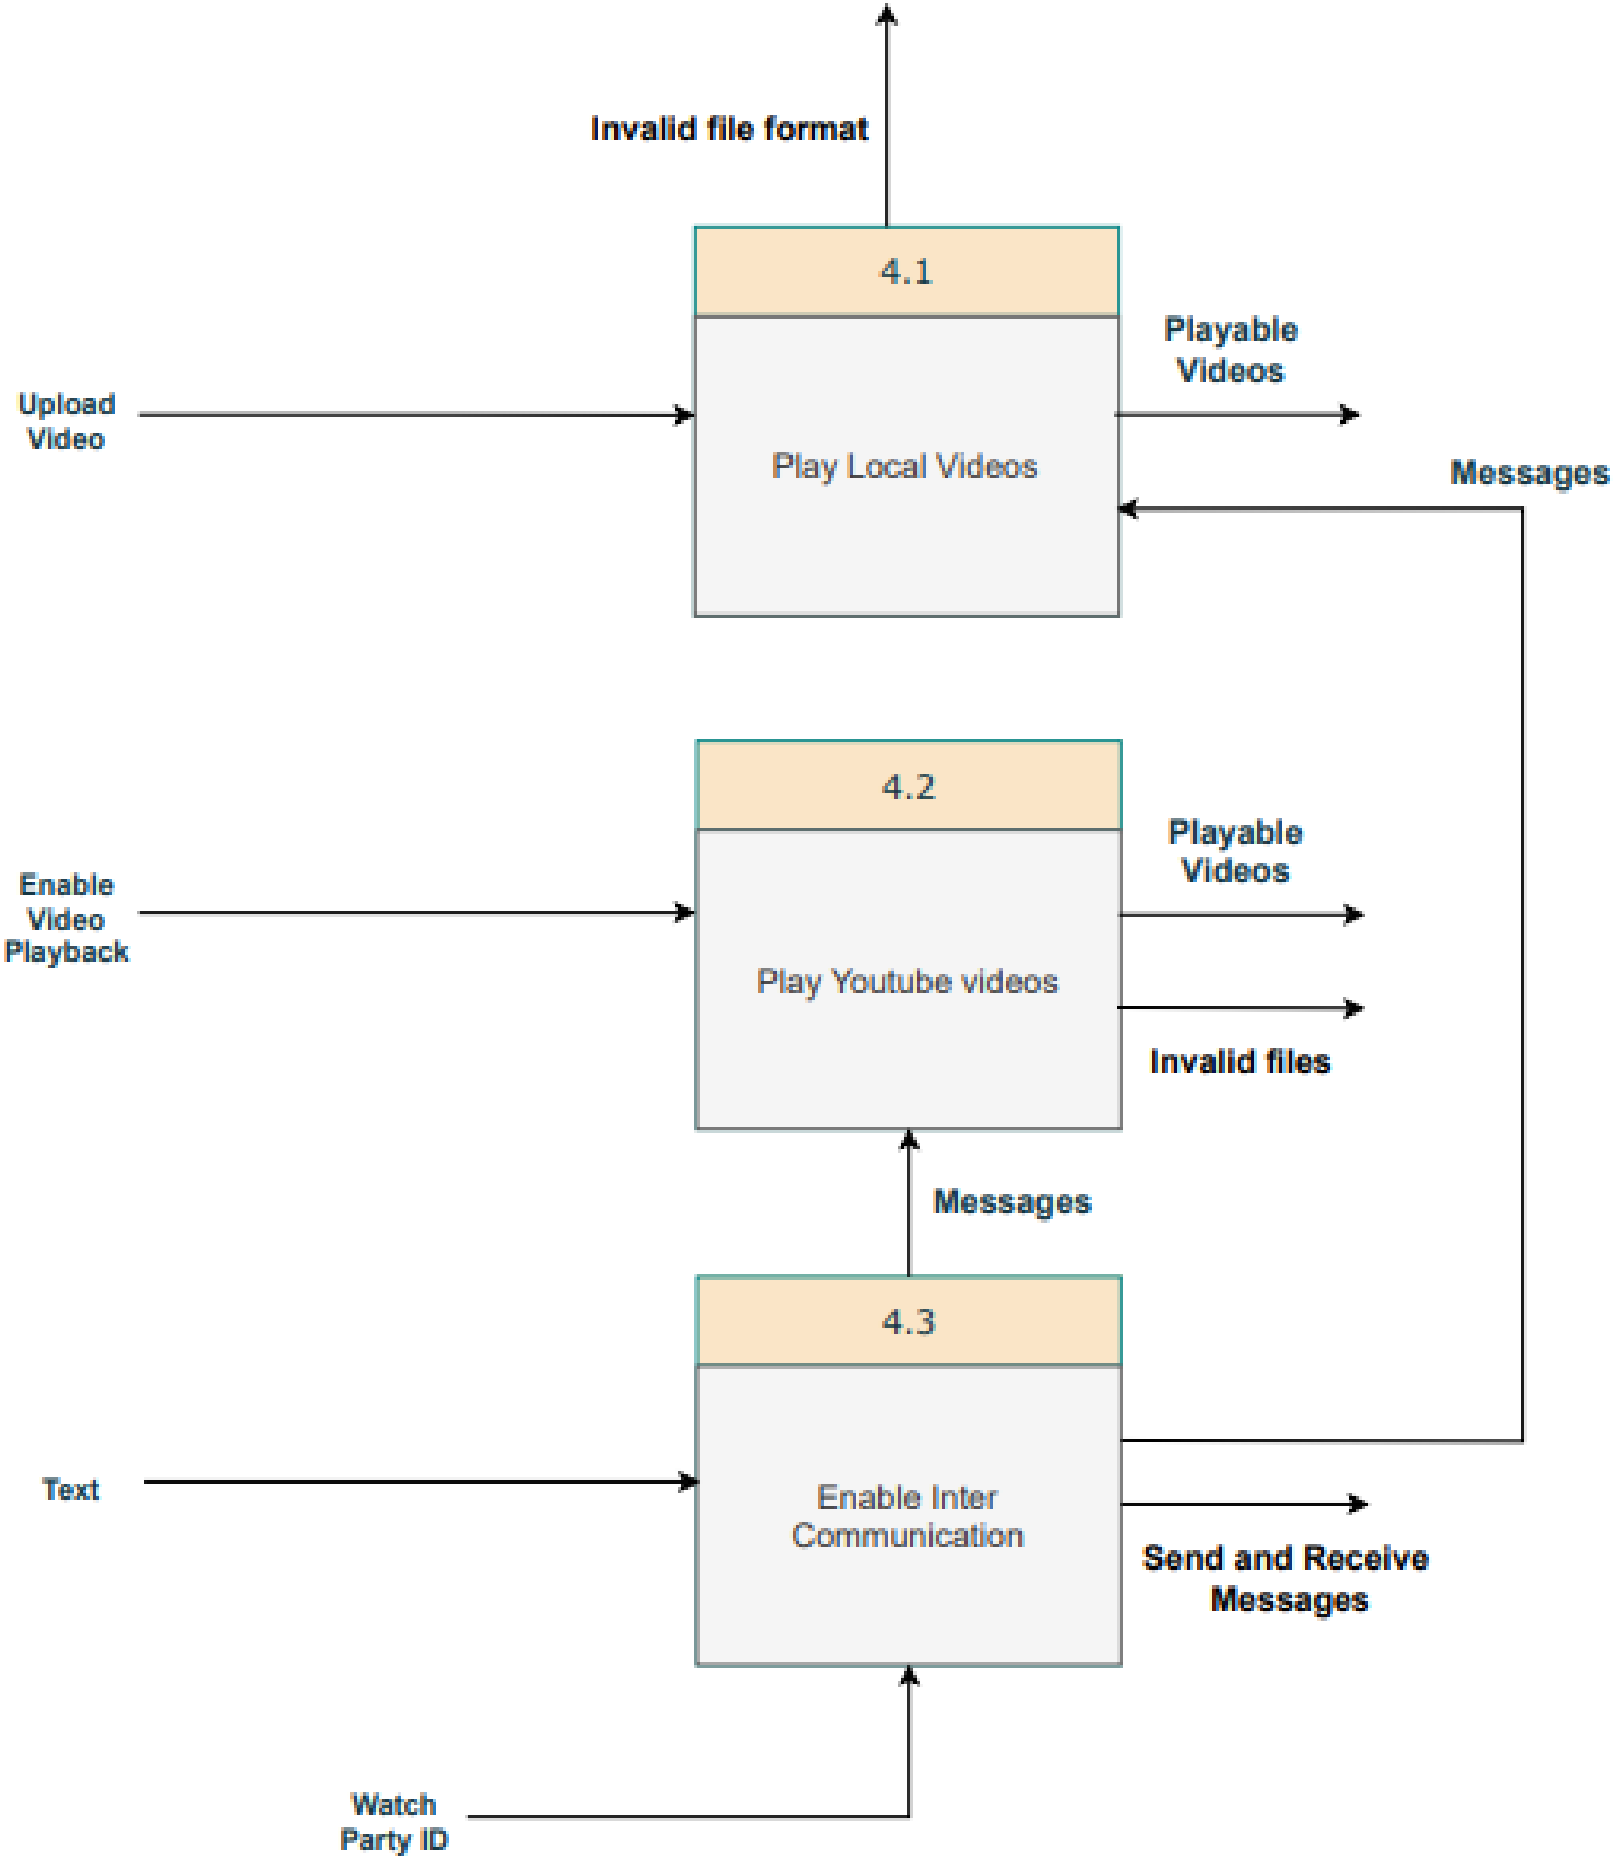 Invalid file format
4.1
Playable
Videos
Upload
Video
Play Local Videos
Messages
4.2
Playable
Videos
Enable
Video
Playback
Play Youtube videos
Invalid files
Messages
4.3
Text
Enable Inter
Communication
Send and Receive
Messages
Watch
Party ID